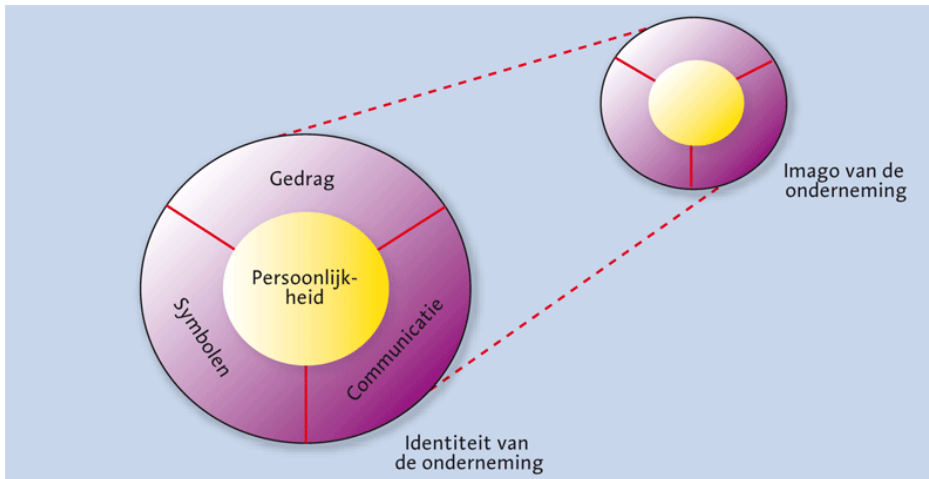 Gedrag
Persoonlijk-
heid
Symbolen
Communicatie
Identiteit van
de onderneming
Imago van de
onderneming